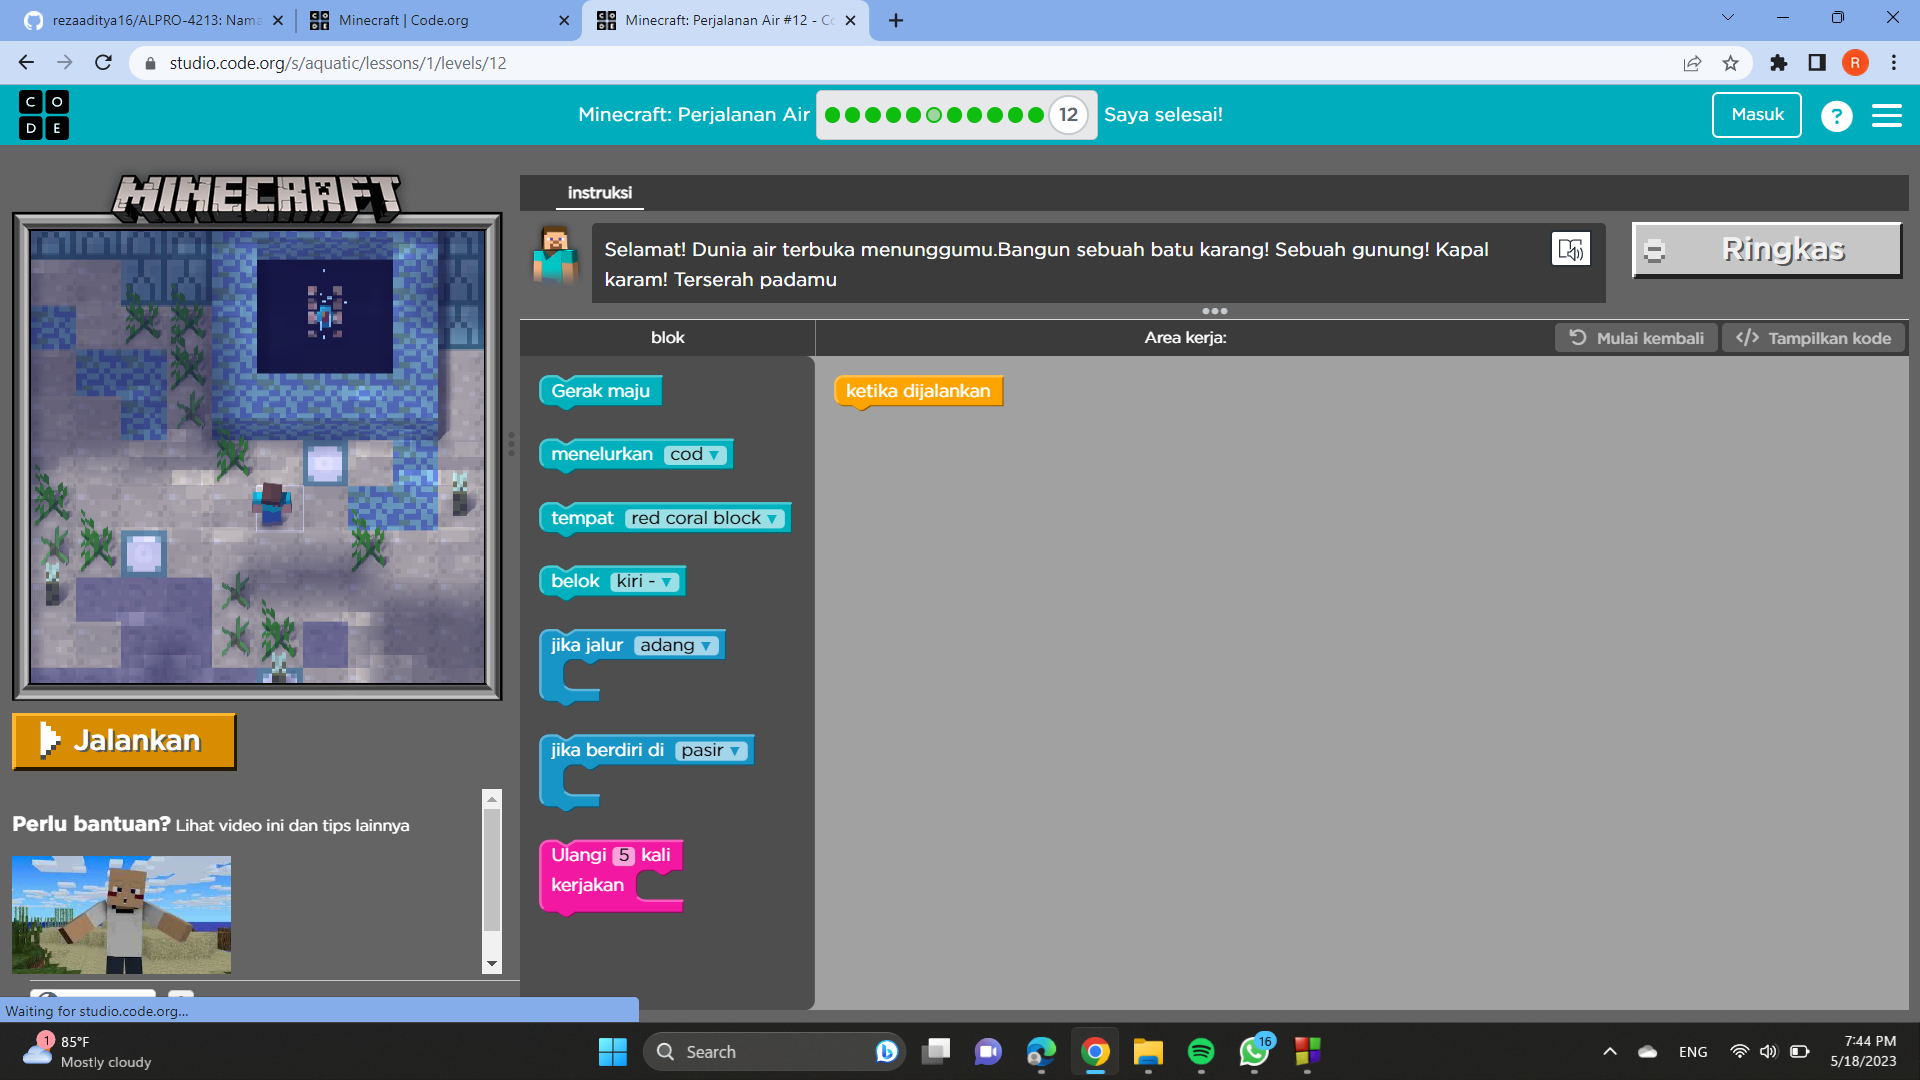 rezaaditya16/ALPRO-4213: Nama
Minecraft | Code.org
Minecraft: Perjalanan Air #12 - Co
studio.code.org/s/aquatic/lessons/1/levels/12
R
C O
D E
Minecraft: Perjalanan Air
12
Saya selesai!
Masuk
?
MINECRAFT
instruksi
Selamat! Dunia air terbuka menunggumu.Bangun sebuah batu karang! Sebuah gunung! Kapal
karam! Terserah padamu
Ringkas
blok
Area kerja:
Mulai kembali
</> Tampilkan kode
Gerak maju
ketika dijalankan
menelurkan cod
tempat red coral block
belok kiri -
jika jalur adang
jika berdiri di pasir
Ulangi 5 kali
kerjakan
Jalankan
Perlu bantuan? Lihat video ini dan tips lainnya
Waiting for studio.code.org...
1
85°F
Mostly cloudy
Search
16
ENG
7:44 PM
5/18/2023